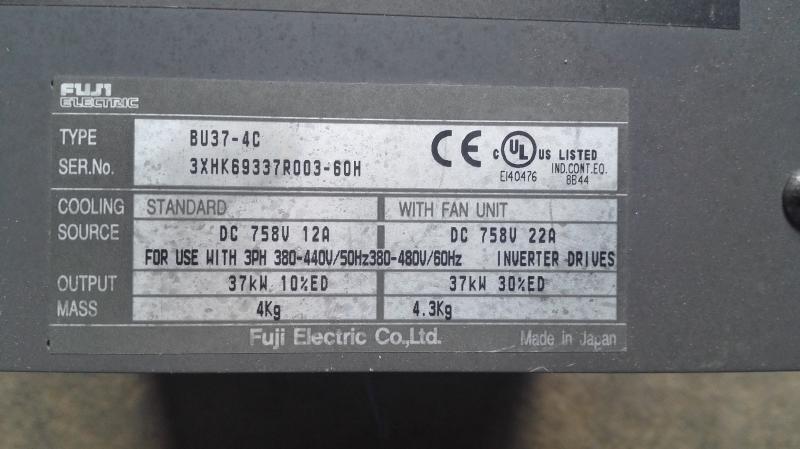 FUJI
ELECTRIC
TYPE BU37-4C
SER.No. 3XHK69337R003-60H
CE c UL US LISTED
E140476 IND.CONT.EQ.
8B44
COOLING STANDARD WITH FAN UNIT
SOURCE DC 758V 12A DC 758V 22A
FOR USE WITH 3PH 380-440V/50Hz380-480V/60Hz INVERTER DRIVES
OUTPUT 37kW 10%ED 37kW 30%ED
MASS 4Kg 4.3Kg
Fuji Electric Co.,Ltd. Made in Japan